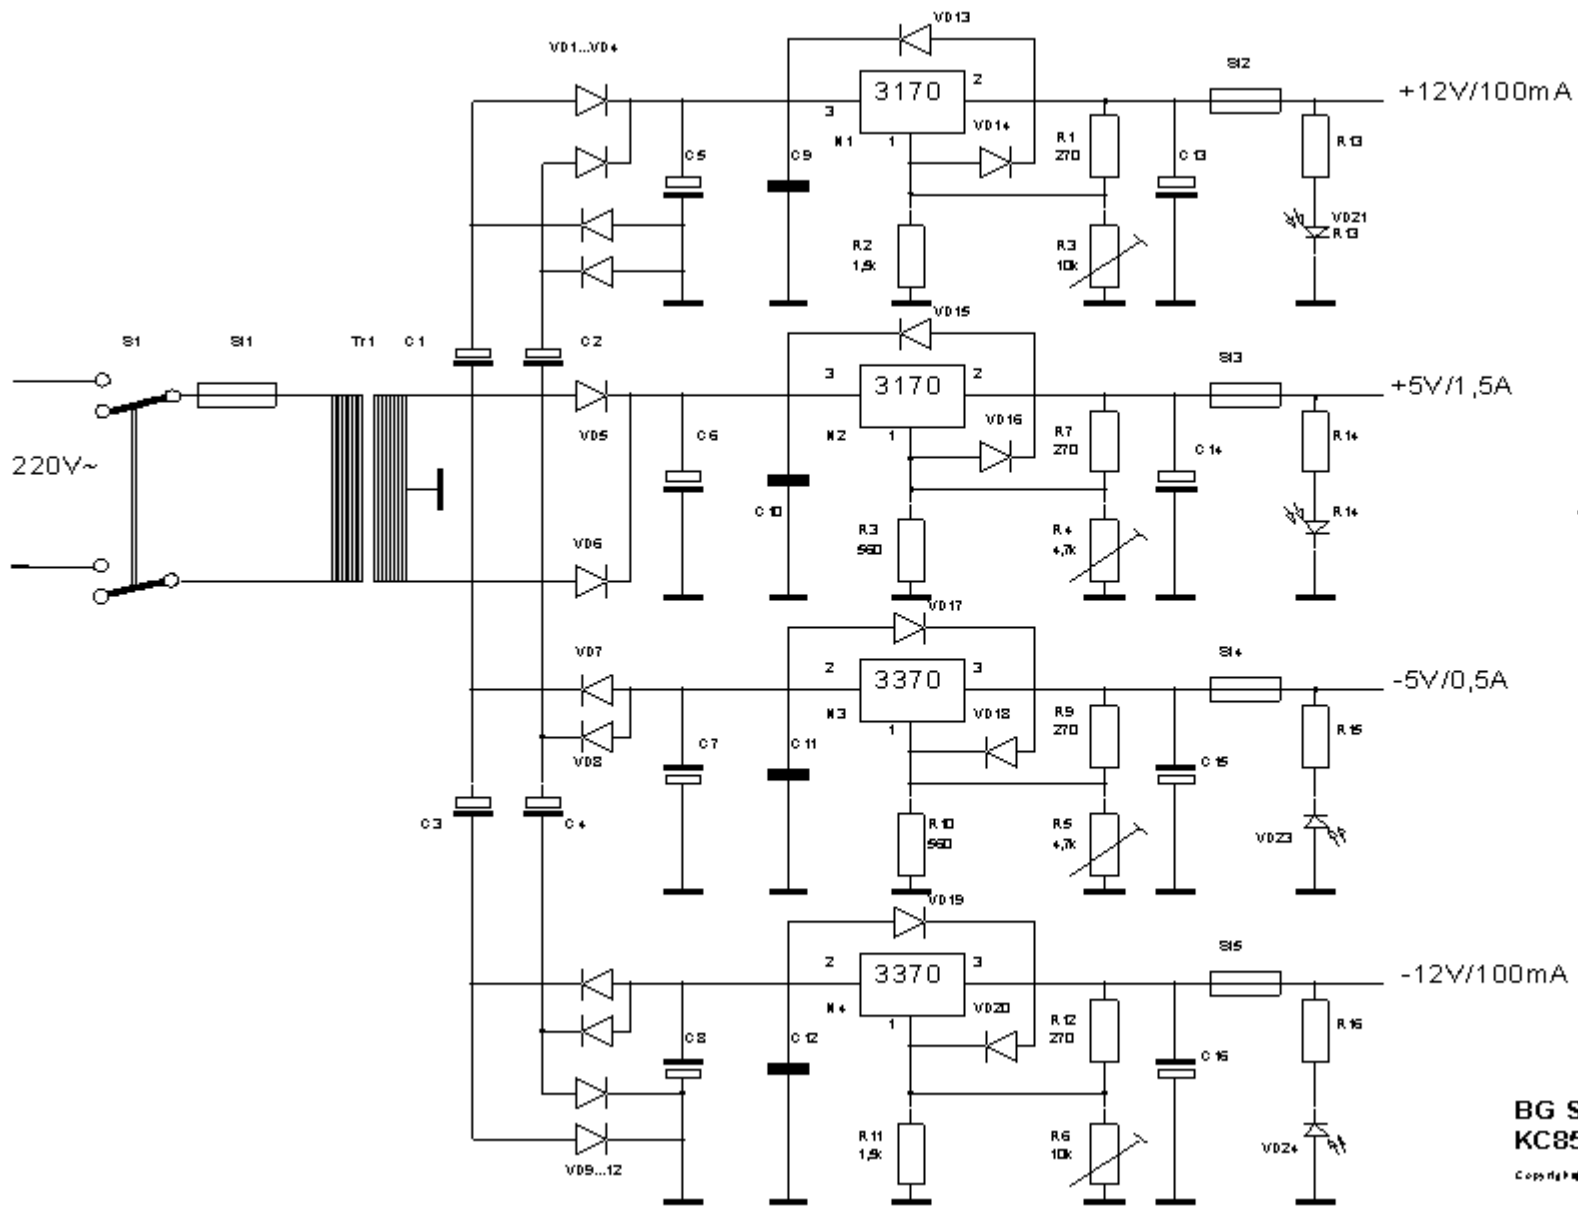 VD13
VD1...VD4
SI2
+12V/100mA
3170
2
3
N1
1
VD14
R1
270
C5
C9
C13
R13
R2
1,5k
R3
10k
VD21
R13
VD15
S1
SI1
Tr1
C1
C2
SI3
+5V/1,5A
3
3170
2
VD5
C6
N2
1
VD16
R7
270
C14
R14
220V~
C10
R14
VD6
R3
560
R4
4,7k
VD17
VD7
SI4
2
3370
3
-5V/0,5A
N3
1
VD18
R9
270
VD8
C7
C11
C15
R15
C3
C4
R10
560
R5
4,7k
VD23
VD19
SI5
2
3370
3
-12V/100mA
N4
1
VD20
R12
270
C8
C12
C16
R16
BG S
R11
1,5k
R6
10k
VD24
KC85
VD9...12